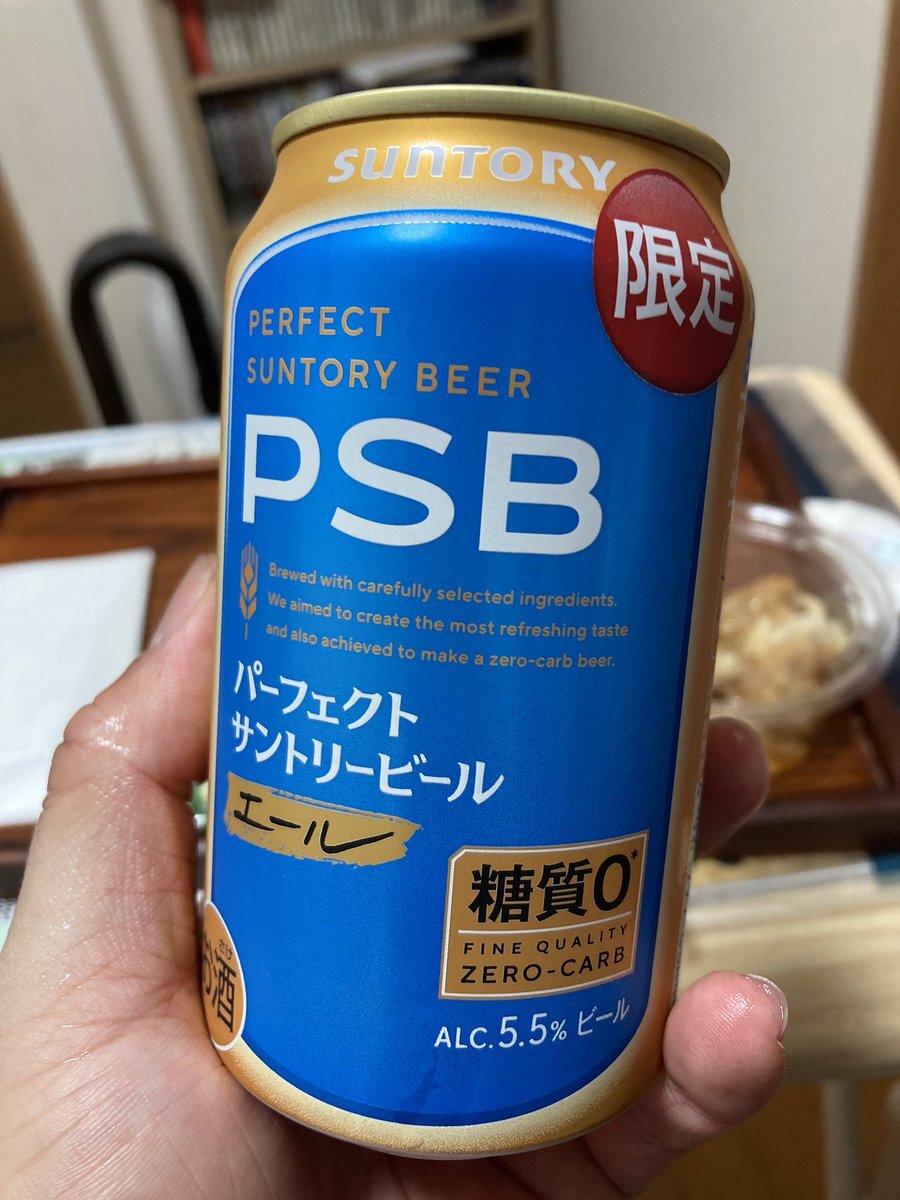 SUNTORY
限定
PERFECT
SUNTORY BEER
PSB
Brewed with carefully selected ingredients.
We aimed to create the most refreshing taste
and also achieved to make a zero-carb beer.
パーフェクト
サントリービール
エール
糖質0*
FINE QUALITY
ZERO-CARB
さけ
お酒
ALC.5.5% ビール